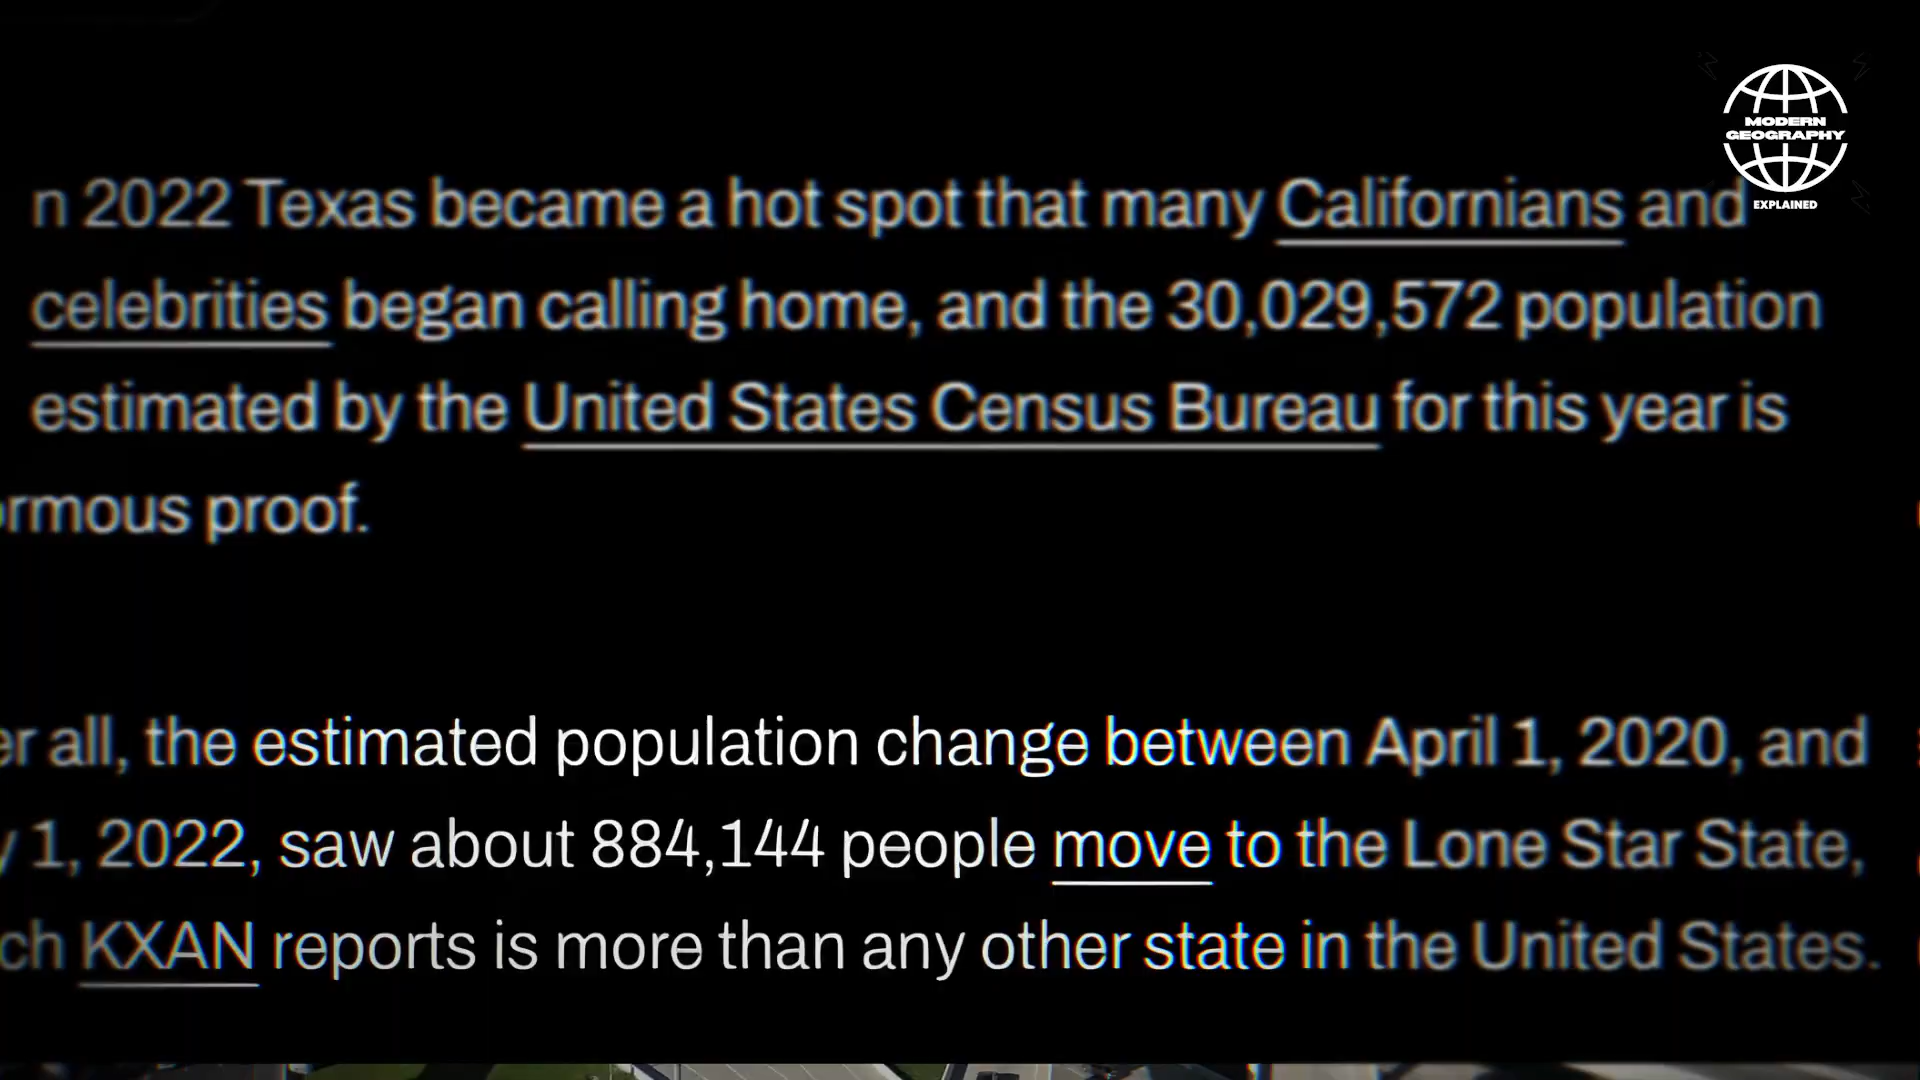 MODERN
GEOGRAPHY
EXPLAINED
n 2022 Texas became a hot spot that many Californians and
celebrities began calling home, and the 30,029,572 population
estimated by the United States Census Bureau for this year is
rmous proof.
er all, the estimated population change between April 1, 2020, and
y 1, 2022, saw about 884,144 people move to the Lone Star State,
ch KXAN reports is more than any other state in the United States.